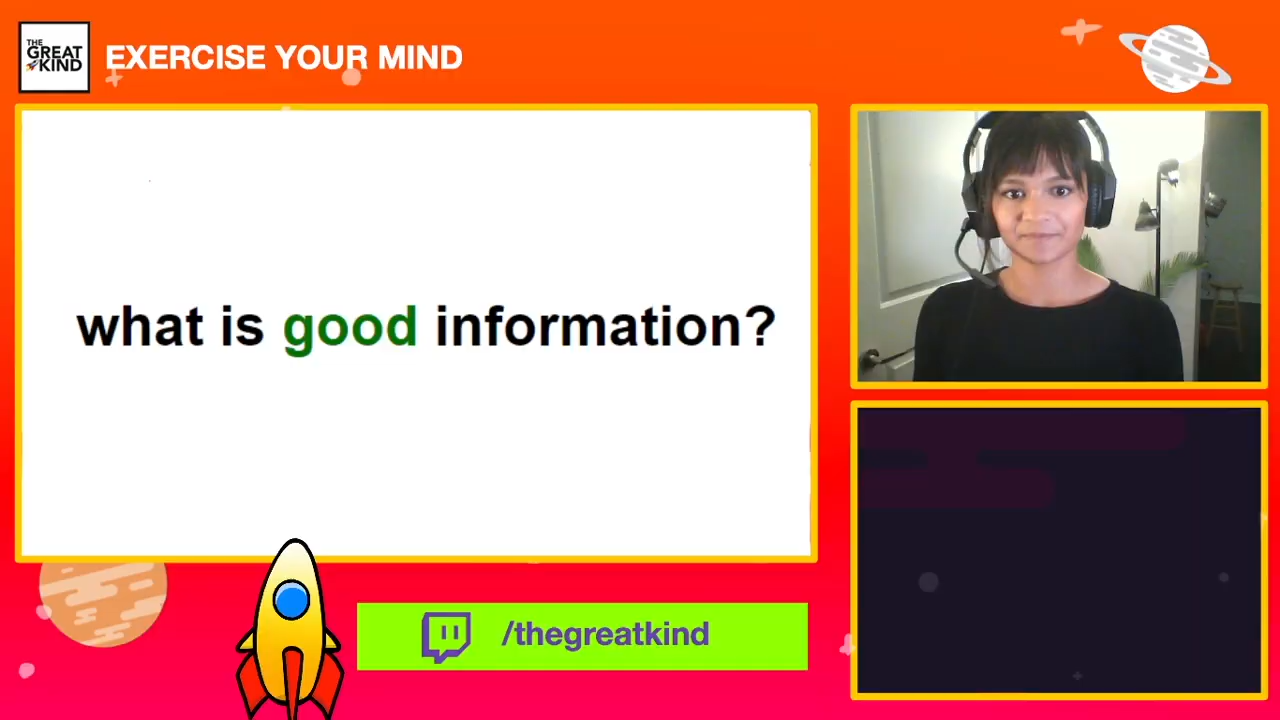 THE
GREAT
KIND
EXERCISE YOUR MIND
what is good information?
/thegreatkind